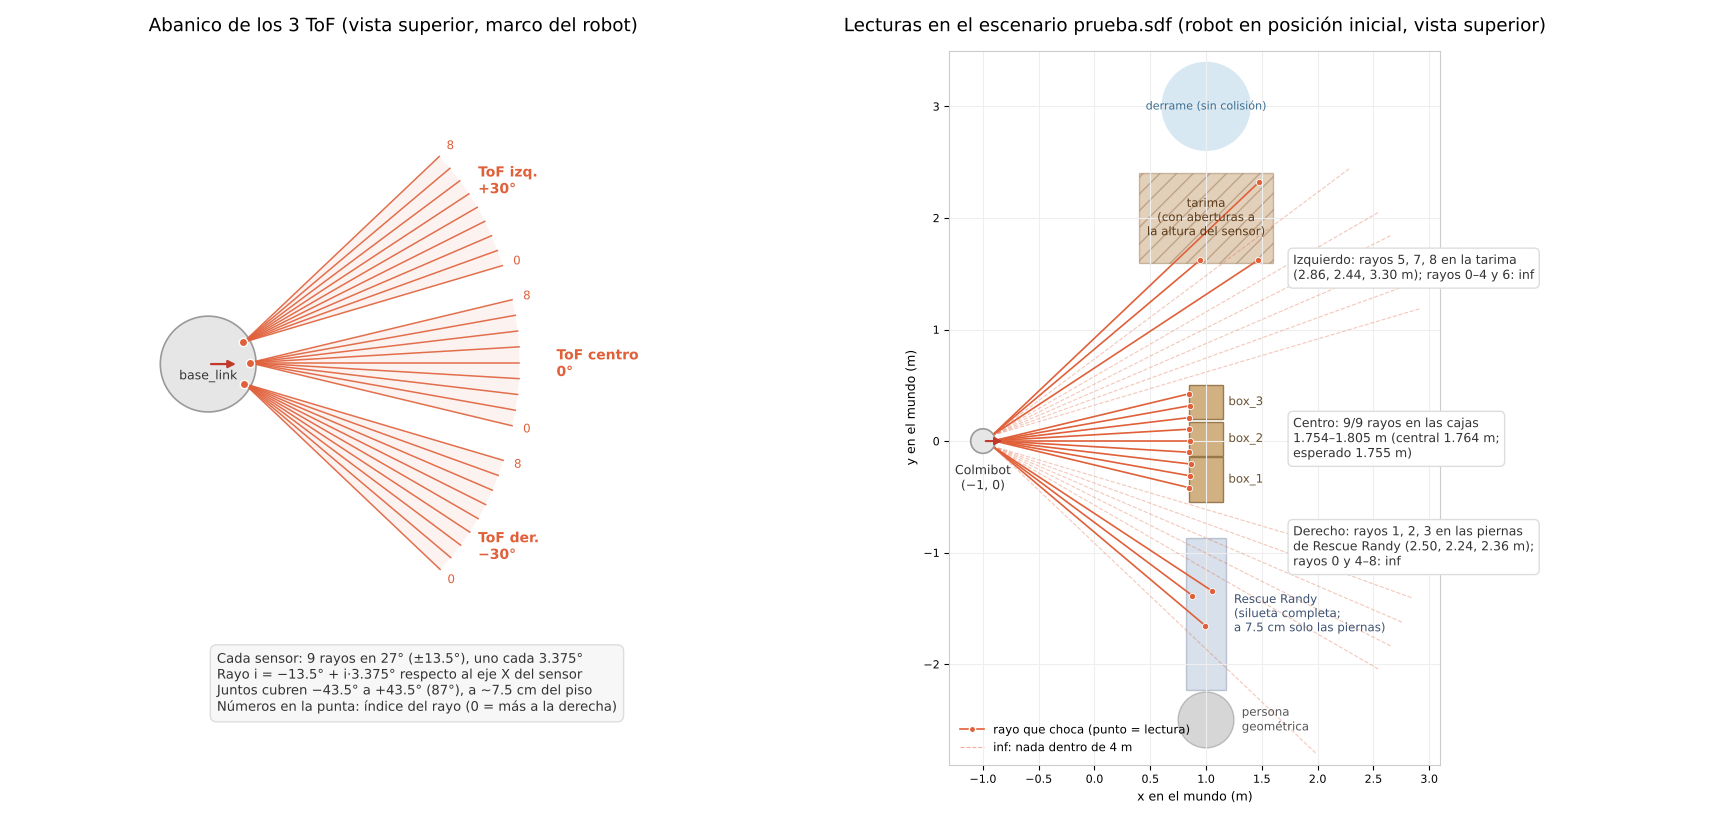 Abanico de los 3 ToF (vista superior, marco del robot)
8
ToF izq.
+30°
0
8
ToF centro
0°
base_link
0
8
ToF der.
−30°
0
Cada sensor: 9 rayos en 27° (±13.5°), uno cada 3.375°
Rayo i = −13.5° + i·3.375° respecto al eje X del sensor
Juntos cubren −43.5° a +43.5° (87°), a ~7.5 cm del piso
Números en la punta: índice del rayo (0 = más a la derecha)
Lecturas en el escenario prueba.sdf (robot en posición inicial, vista superior)
y en el mundo (m)
3
2
1
0
−1
−2
derrame (sin colisión)
tarima
(con aberturas a
la altura del sensor)
Izquierdo: rayos 5, 7, 8 en la tarima
(2.86, 2.44, 3.30 m); rayos 0–4 y 6: inf
box_3
box_2
box_1
Centro: 9/9 rayos en las cajas
1.754–1.805 m (central 1.764 m;
esperado 1.755 m)
Colmibot
(−1, 0)
Derecho: rayos 1, 2, 3 en las piernas
de Rescue Randy (2.50, 2.24, 2.36 m);
rayos 0 y 4–8: inf
Rescue Randy
(silueta completa;
a 7.5 cm solo las piernas)
persona
geométrica
rayo que choca (punto = lectura)
inf: nada dentro de 4 m
−1.0
−0.5
0.0
0.5
1.0
1.5
2.0
2.5
3.0
x en el mundo (m)